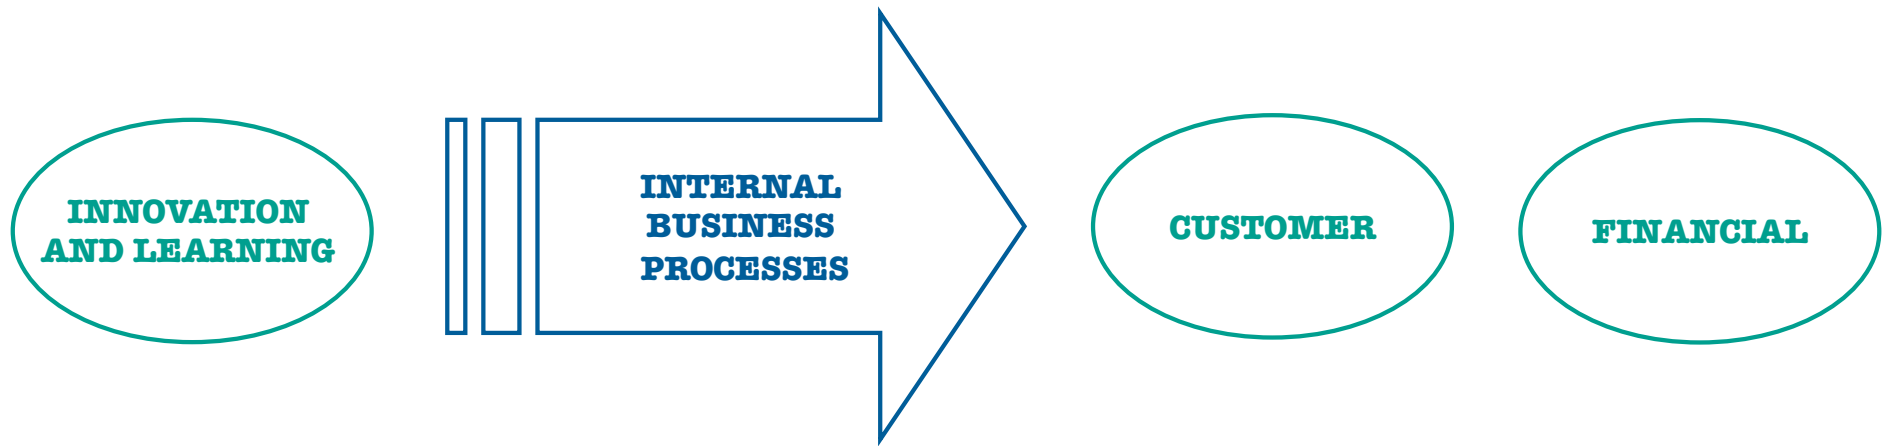 INNOVATION
AND LEARNING
INTERNAL
BUSINESS
PROCESSES
CUSTOMER
FINANCIAL